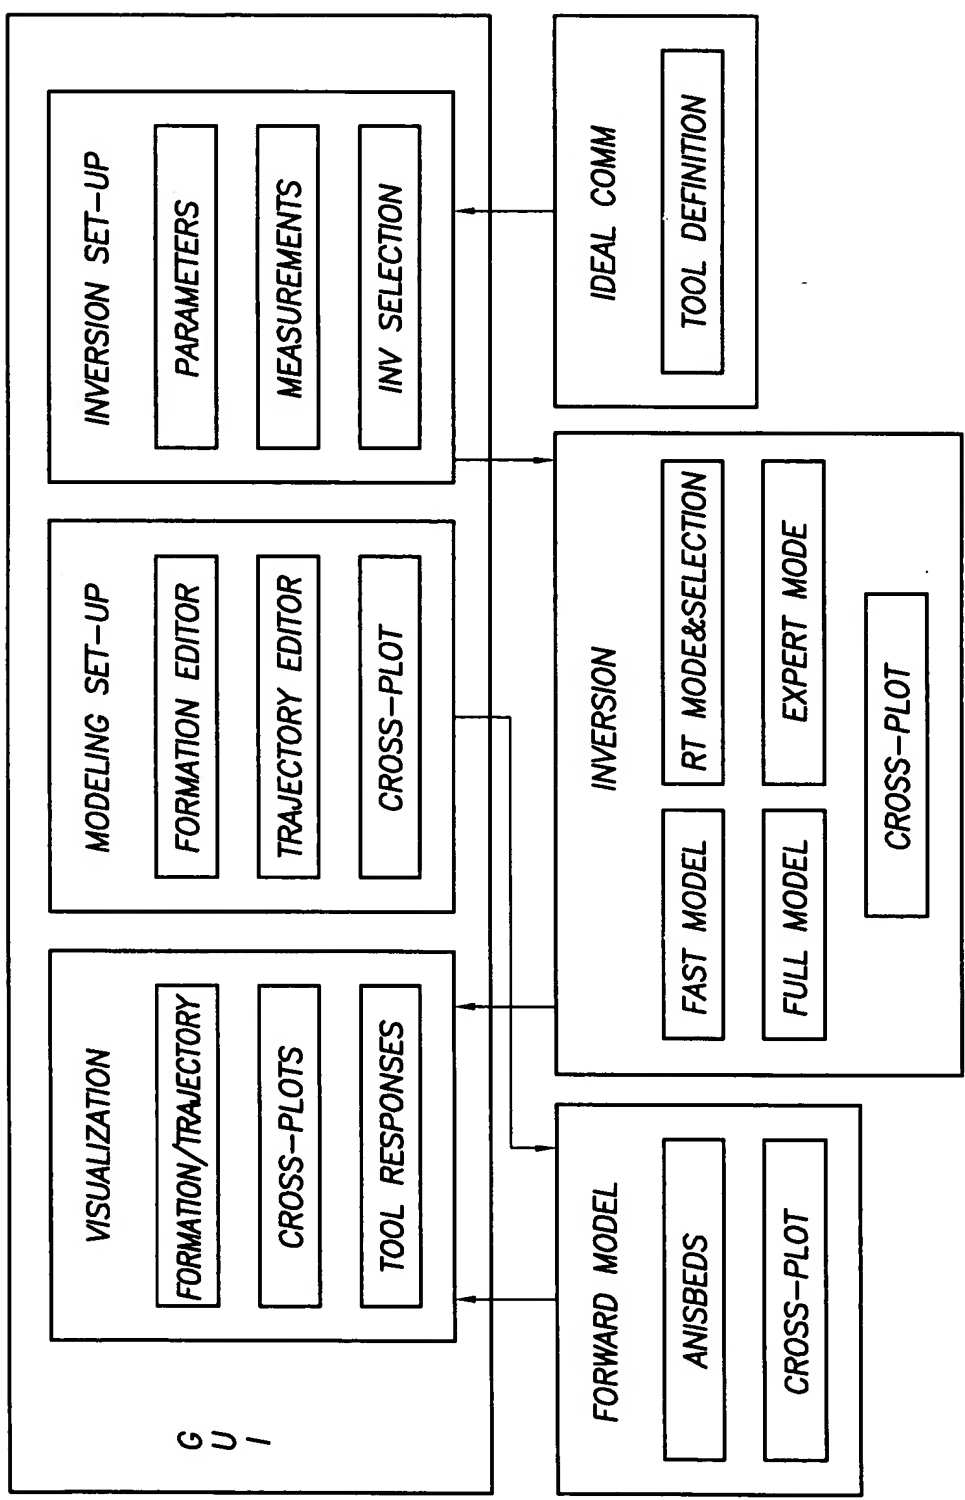 G
U
I
VISUALIZATION
FORMATION/TRAJECTORY
CROSS-PLOTS
TOOL RESPONSES
MODELING SET-UP
FORMATION EDITOR
TRAJECTORY EDITOR
CROSS-PLOT
INVERSION SET-UP
PARAMETERS
MEASUREMENTS
INV SELECTION
FORWARD MODEL
ANISBEDS
CROSS-PLOT
INVERSION
FAST MODEL
RT MODE&SELECTION
FULL MODEL
EXPERT MODE
CROSS-PLOT
IDEAL COMM
TOOL DEFINITION